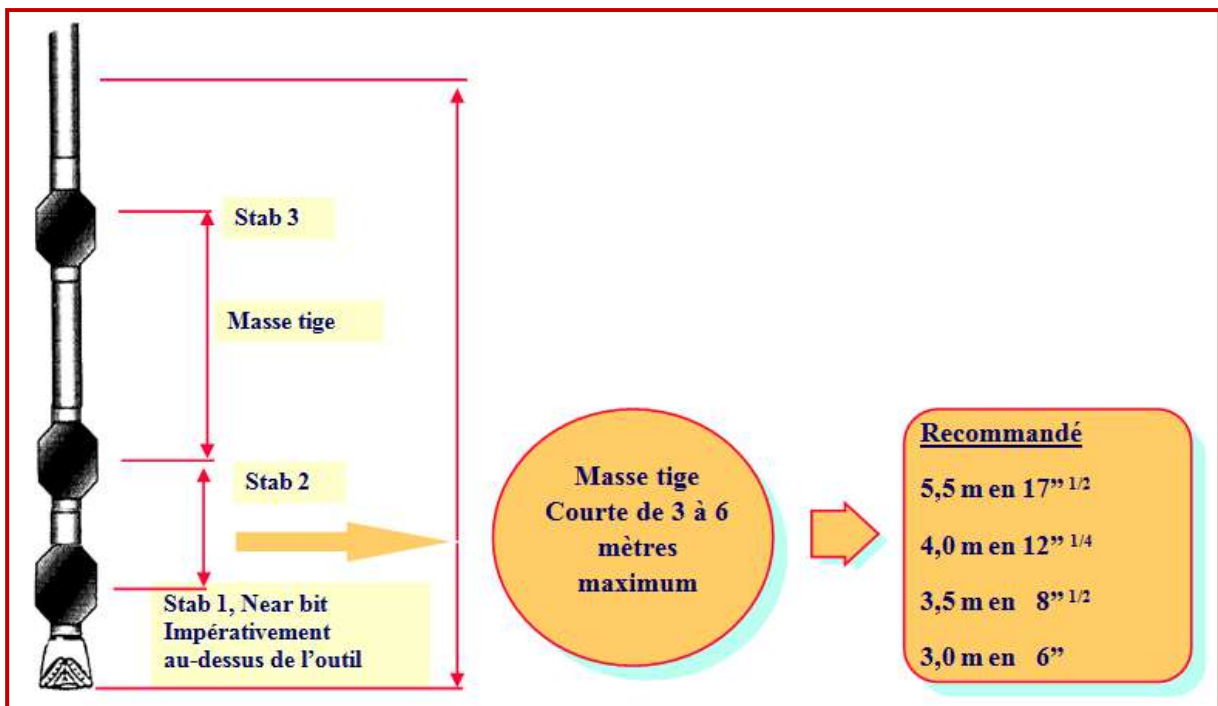 Stab 3
Masse tige
Stab 2
Stab 1, Near bit
Impérativement
au-dessus de l’outil
Masse tige
Courte de 3 à 6
mètres
maximum
Recommandé
5,5 m en 17” 1/2
4,0 m en 12” 1/4
3,5 m en 8” 1/2
3,0 m en 6”